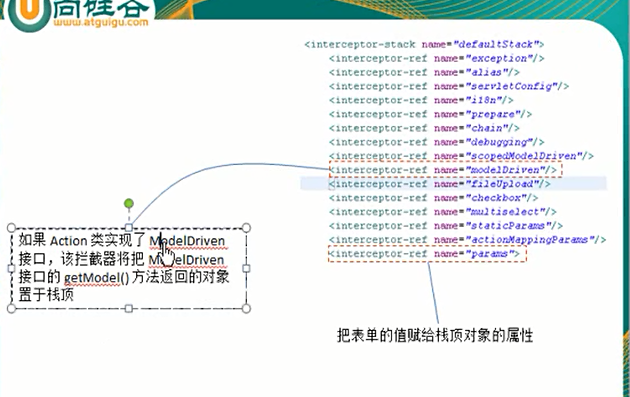 尚硅谷
www.atguigu.com
<interceptor-stack name="defaultStack">
<interceptor-ref name="exception"/>
<interceptor-ref name="alias"/>
<interceptor-ref name="servletConfig"/>
<interceptor-ref name="i18n"/>
<interceptor-ref name="prepare"/>
<interceptor-ref name="chain"/>
<interceptor-ref name="debugging"/>
<interceptor-ref name="scopedModelDriven"/>
<interceptor-ref name="modelDriven"/>
<interceptor-ref name="fileUpload"/>
<interceptor-ref name="checkbox"/>
<interceptor-ref name="multiselect"/>
<interceptor-ref name="staticParams"/>
<interceptor-ref name="actionMappingParams"/>
<interceptor-ref name="params">
如果 Action 类实现了 ModelDriven
接口，该拦截器将把 ModelDriven
接口的 getModel() 方法返回的对象
置于栈顶
把表单的值赋给栈顶对象的属性